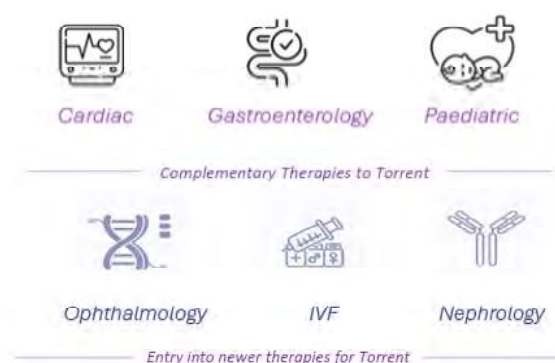 Cardiac Gastroenterology Paediatric
Complementary Therapies to Torrent
Ophthalmology IVF Nephrology
Entry into newer therapies for Torrent